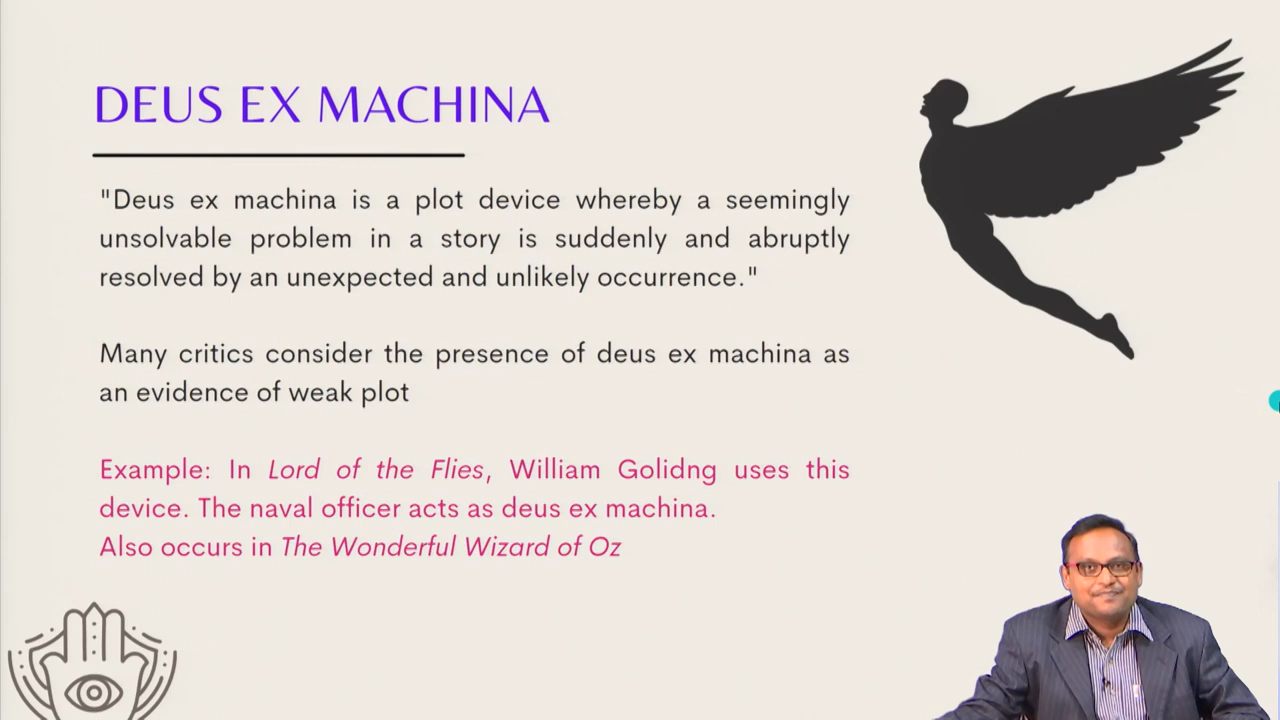 DEUS EX MACHINA
"Deus ex machina is a plot device whereby a seemingly
unsolvable problem in a story is suddenly and abruptly
resolved by an unexpected and unlikely occurrence."
Many critics consider the presence of deus ex machina as
an evidence of weak plot
Example: In Lord of the Flies, William Golidng uses this
device. The naval officer acts as deus ex machina.
Also occurs in The Wonderful Wizard of Oz